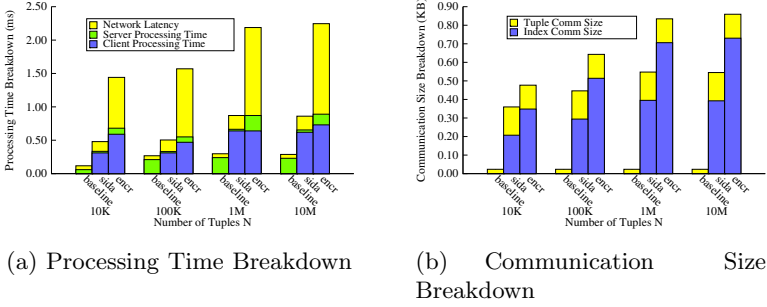 Processing Time Breakdown (ms)
2.50
2.00
1.50
1.00
0.50
0.00
Network Latency
Server Processing Time
Client Processing Time
baseline sida encr
baseline sida encr
baseline sida encr
baseline sida encr
10K 100K 1M 10M
Number of Tuples N
(a) Processing Time Breakdown
Communication Size Breakdown (KB)
0.90
0.80
0.70
0.60
0.50
0.40
0.30
0.20
0.10
0.00
Tuple Comm Size
Index Comm Size
baseline sida encr
baseline sida encr
baseline sida encr
baseline sida encr
10K 100K 1M 10M
Number of Tuples N
(b) Communication Size
Breakdown